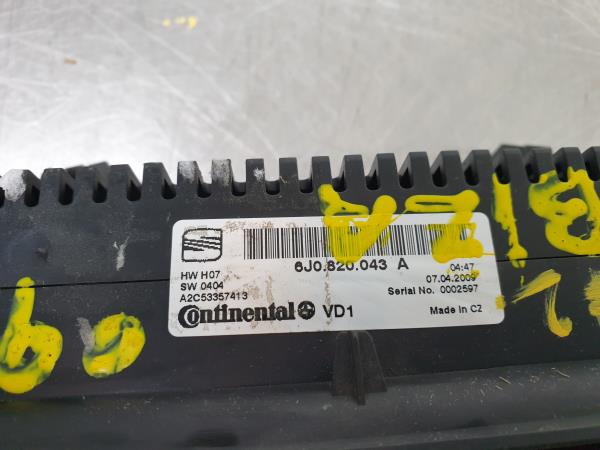 6J0.820.043 A
HW H07
SW 0404
A2C53357413
04:47
07.04.2009
Serial No. 0002597
Continental VD1
Made in CZ